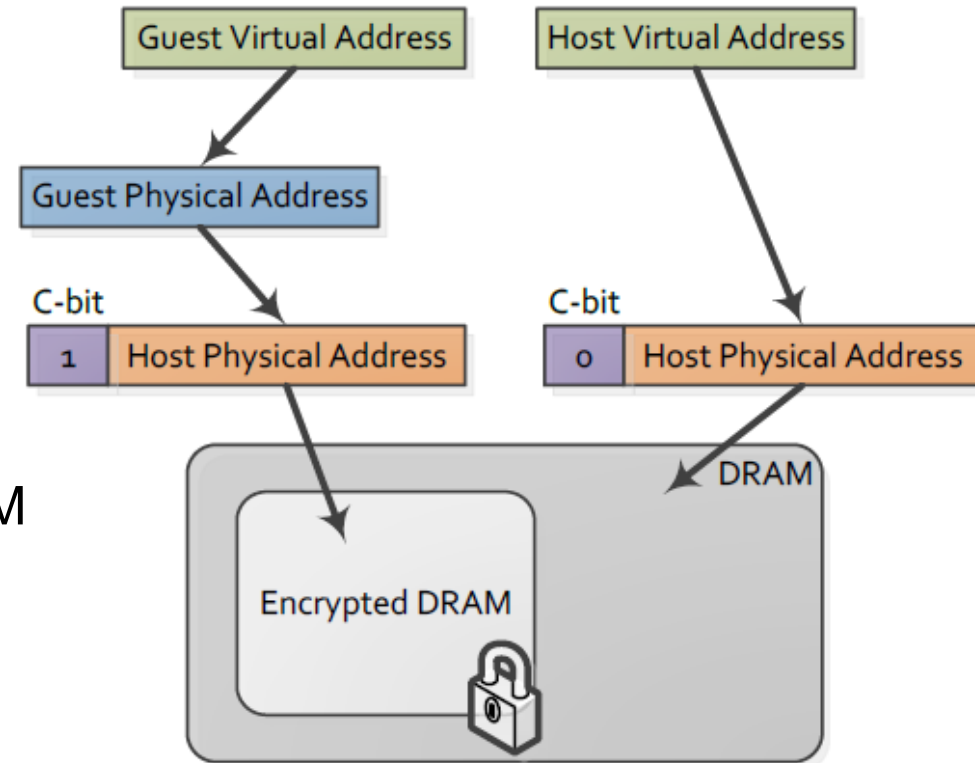 Guest Virtual Address
Host Virtual Address
Guest Physical Address
C-bit
C-bit
1 Host Physical Address
0 Host Physical Address
DRAM
M
Encrypted DRAM